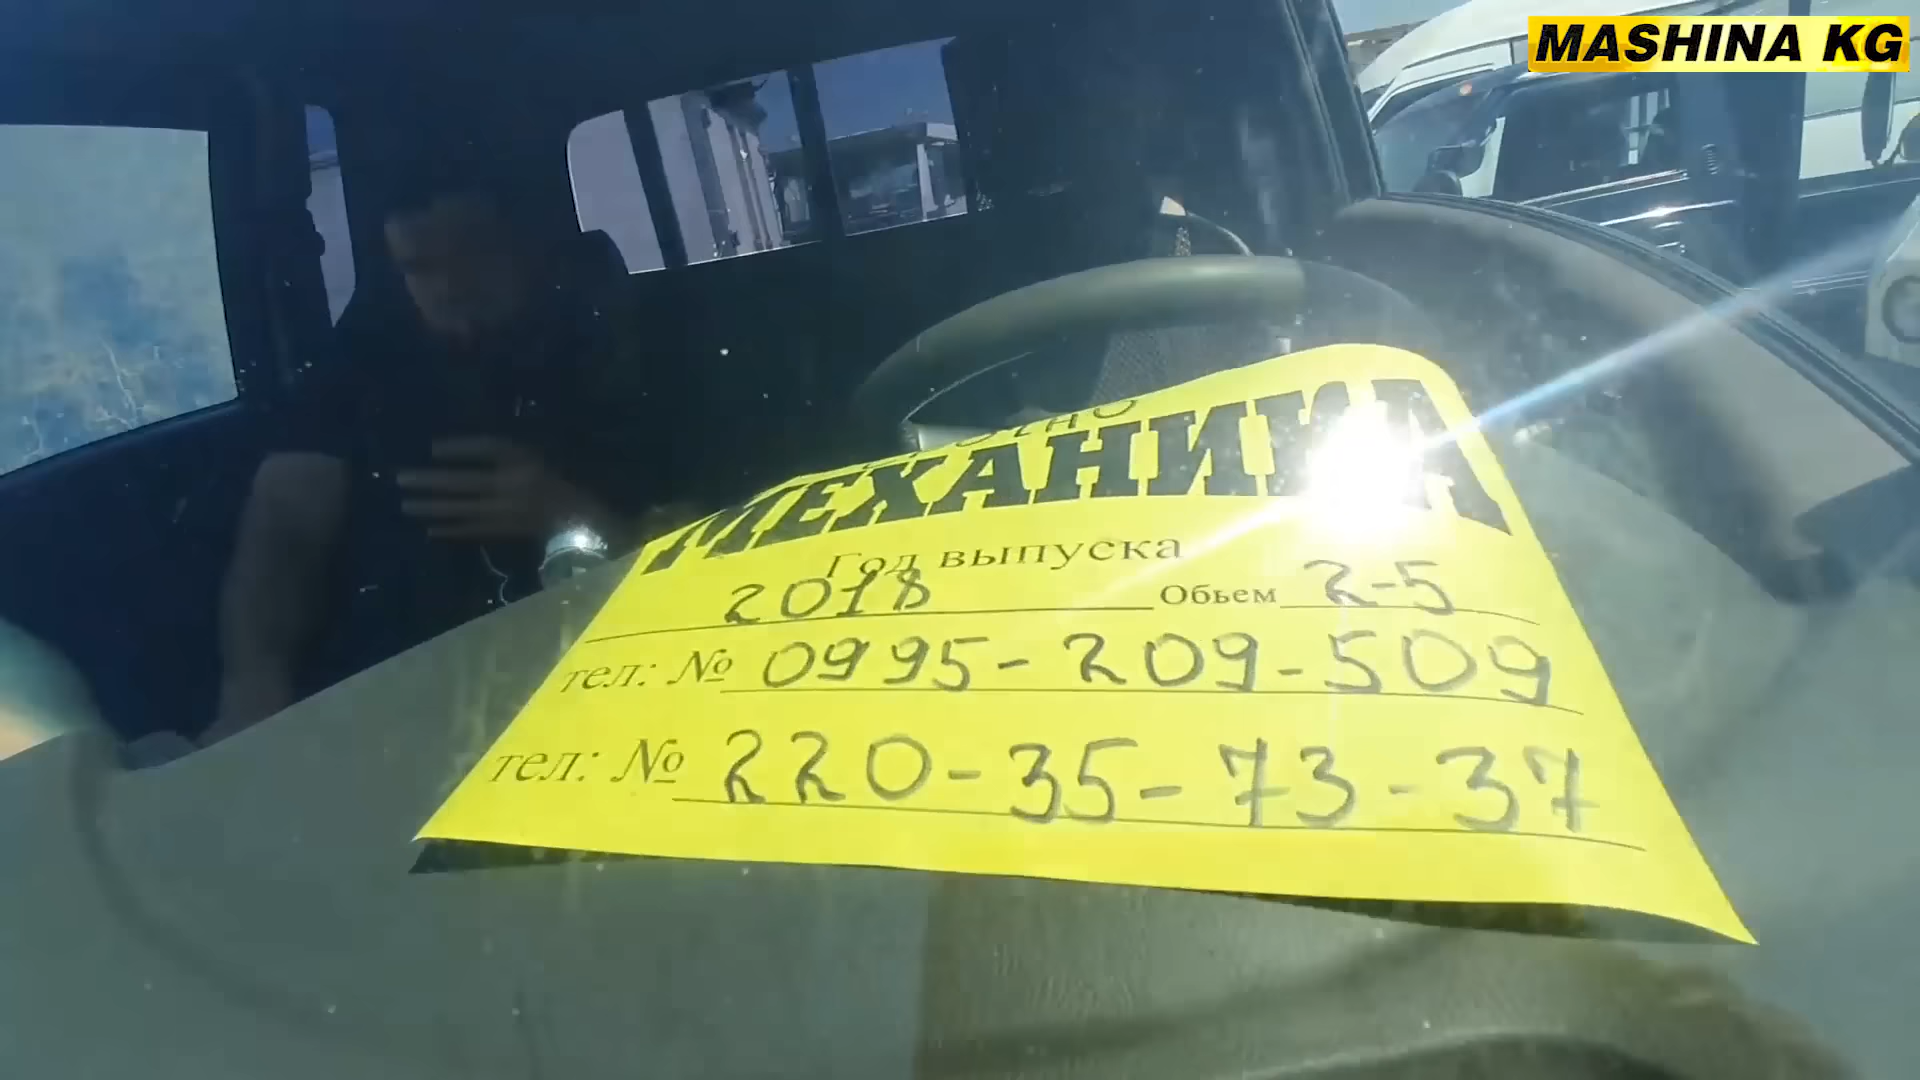 MASHINA KG
МЕХАНИКА
Год выпуска
2018 Обьем 2-5
тел: № 0995-209-509
тел: № 220-35-73-37